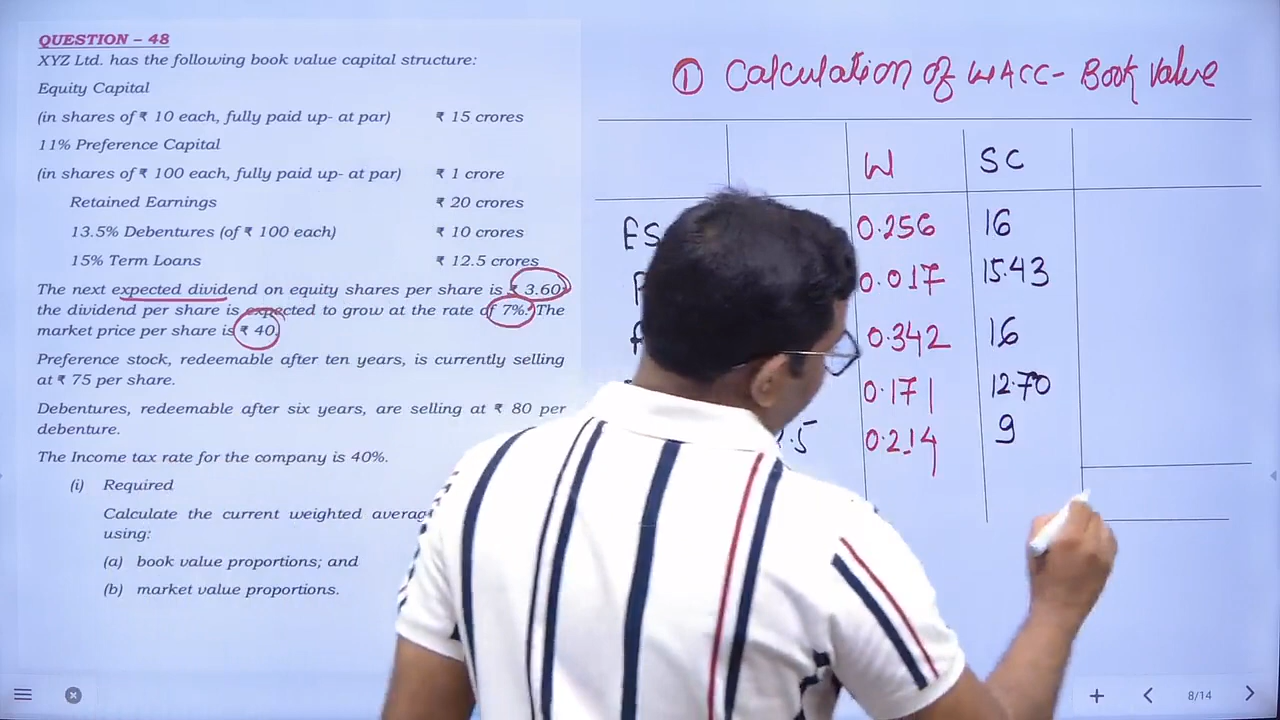 QUESTION – 48
XYZ Ltd. has the following book value capital structure:
Equity Capital
(in shares of ₹ 10 each, fully paid up- at par) ₹ 15 crores
11% Preference Capital
(in shares of ₹ 100 each, fully paid up- at par) ₹ 1 crore
Retained Earnings ₹ 20 crores
13.5% Debentures (of ₹ 100 each) ₹ 10 crores
15% Term Loans ₹ 12.5 crores
The next expected dividend on equity shares per share is ₹ 3.60;
the dividend per share is expected to grow at the rate of 7%. The
market price per share is ₹ 40.
Preference stock, redeemable after ten years, is currently selling
at ₹ 75 per share.
Debentures, redeemable after six years, are selling at ₹ 80 per
debenture.
The Income tax rate for the company is 40%.
(i) Required
Calculate the current weighted
using:
(a) book value proportions; and
(b) market value proportions.
① Calculation of WACC - Book Value
W SC
ES 0.256 16
0.017 15.43
0.342 16
0.171 12.70
.5 0.214 9
8/14